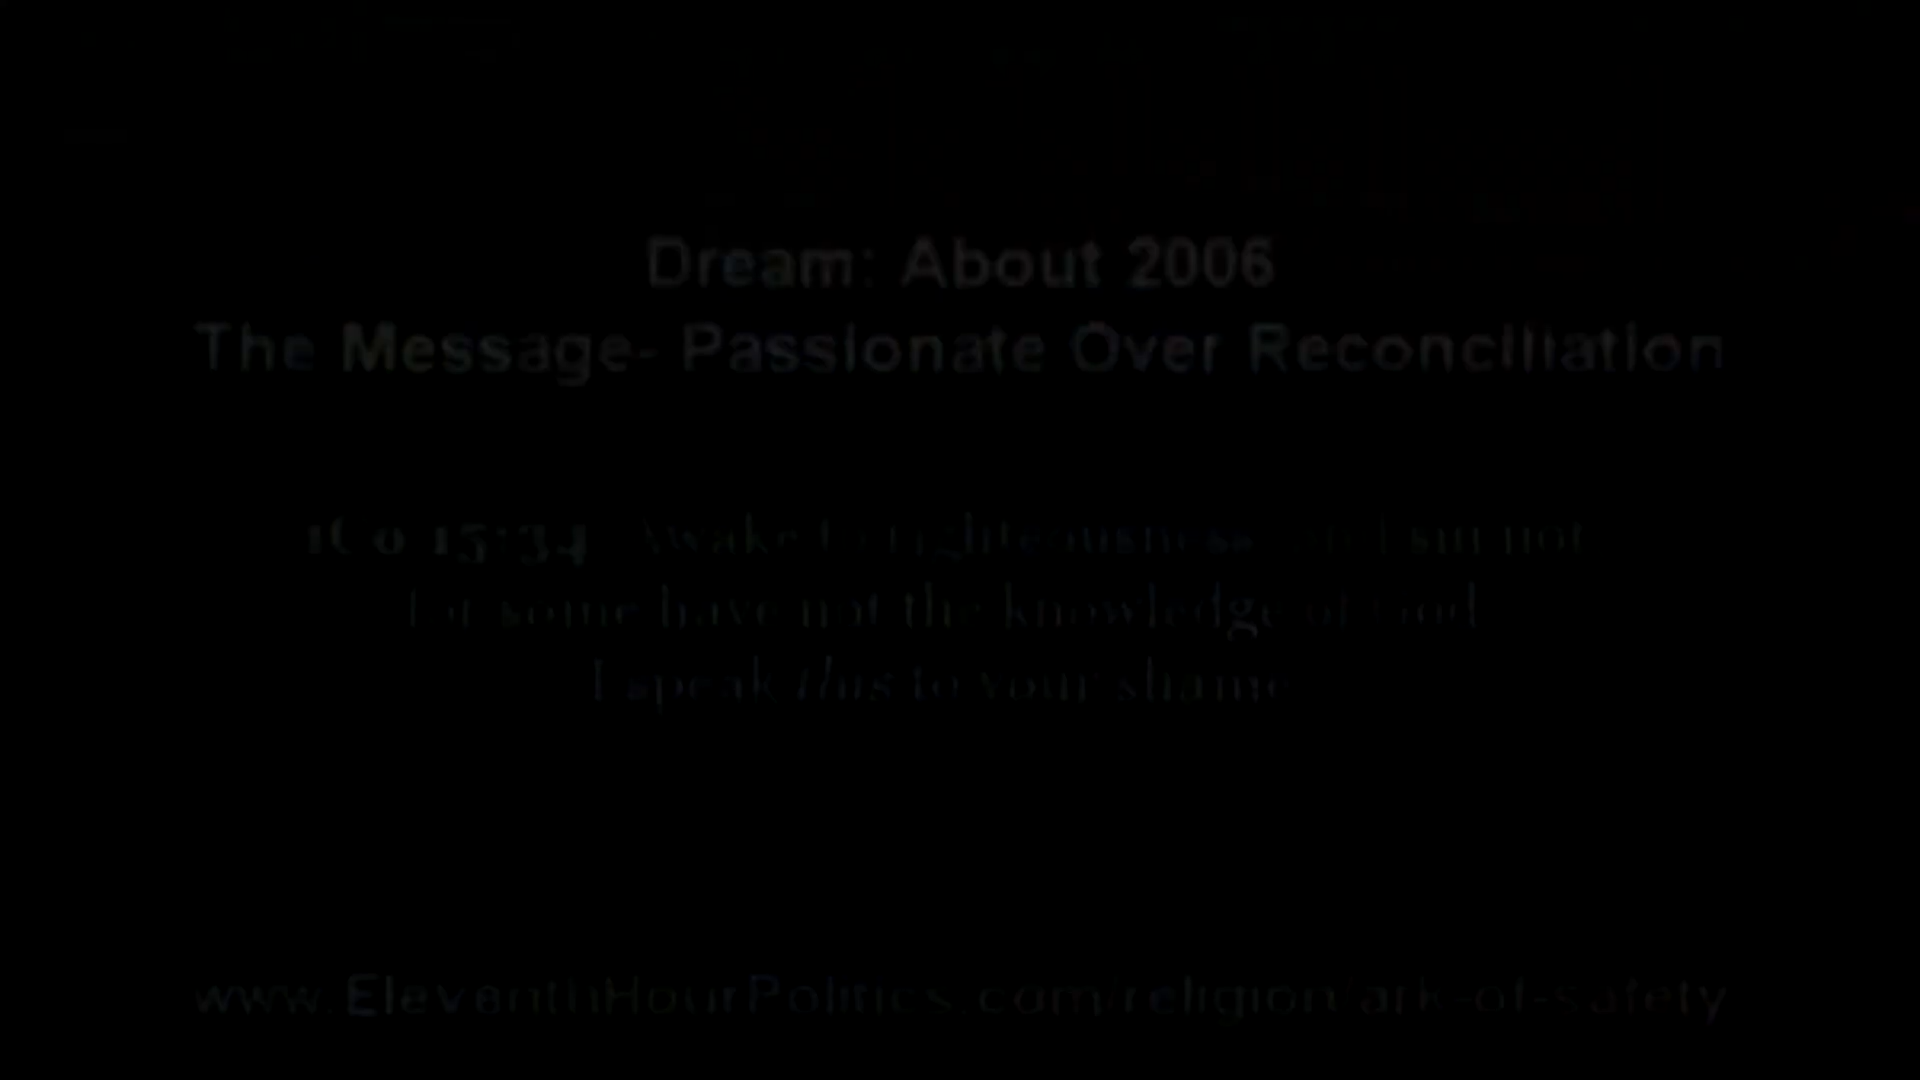 Dream: About 2006
The Message- Passionate Over Reconciliation
1Co 15:34 Awake to righteousness and sin not
for some have not the knowledge of God
I speak this to your shame
www.EleventhHourPolitics.com/religion/ark-of-safety